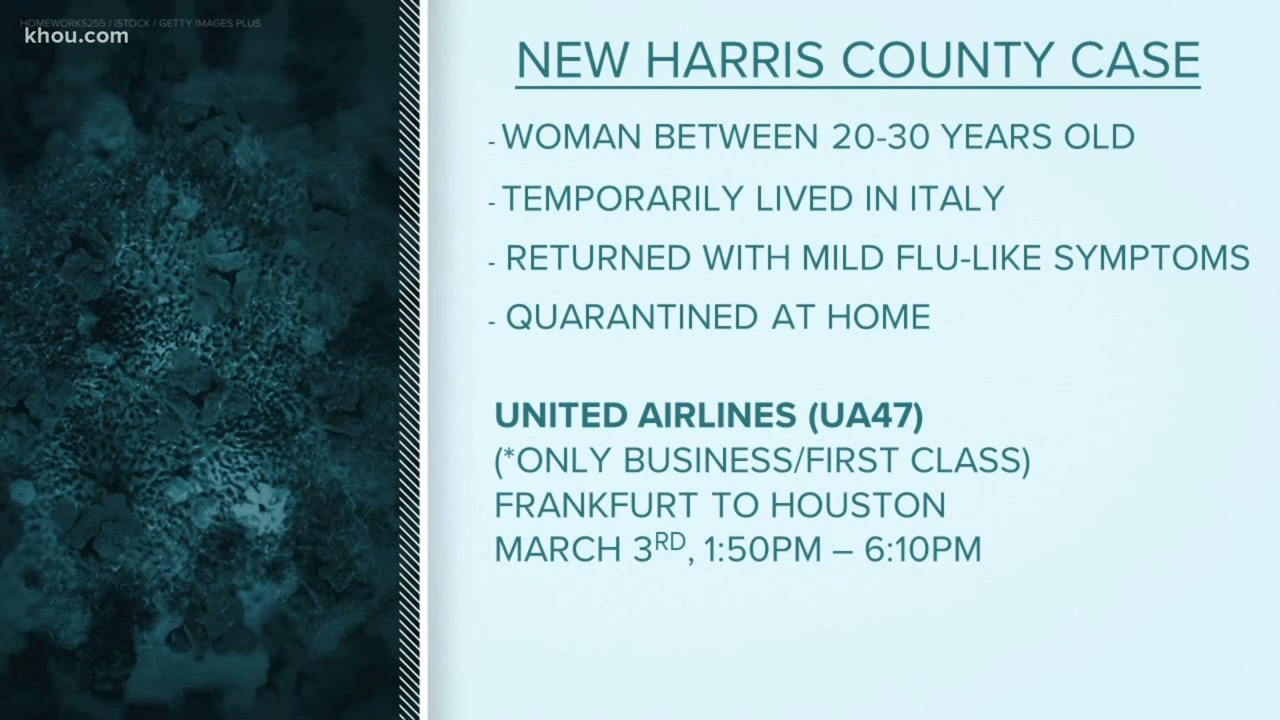 HOMEWORKS255 / ISTOCK / GETTY IMAGES PLUS
khou.com
NEW HARRIS COUNTY CASE
- WOMAN BETWEEN 20-30 YEARS OLD
- TEMPORARILY LIVED IN ITALY
- RETURNED WITH MILD FLU-LIKE SYMPTOMS
- QUARANTINED AT HOME
UNITED AIRLINES (UA47)
(*ONLY BUSINESS/FIRST CLASS)
FRANKFURT TO HOUSTON
MARCH 3RD, 1:50PM – 6:10PM